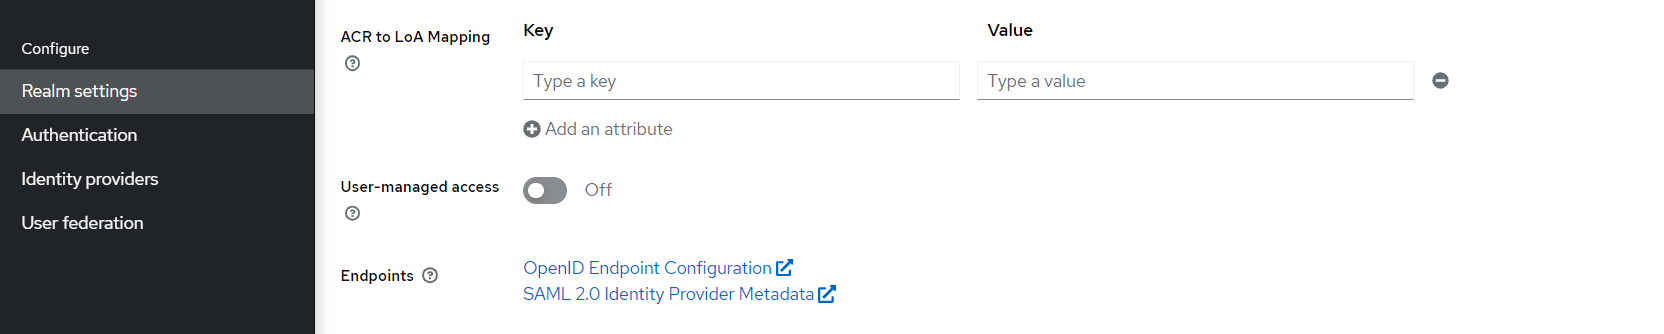 Configure
Realm settings
Authentication
Identity providers
User federation
ACR to LoA Mapping
Key
Value
Type a key
Type a value
Add an attribute
User-managed access
Off
Endpoints
OpenID Endpoint Configuration
SAML 2.0 Identity Provider Metadata